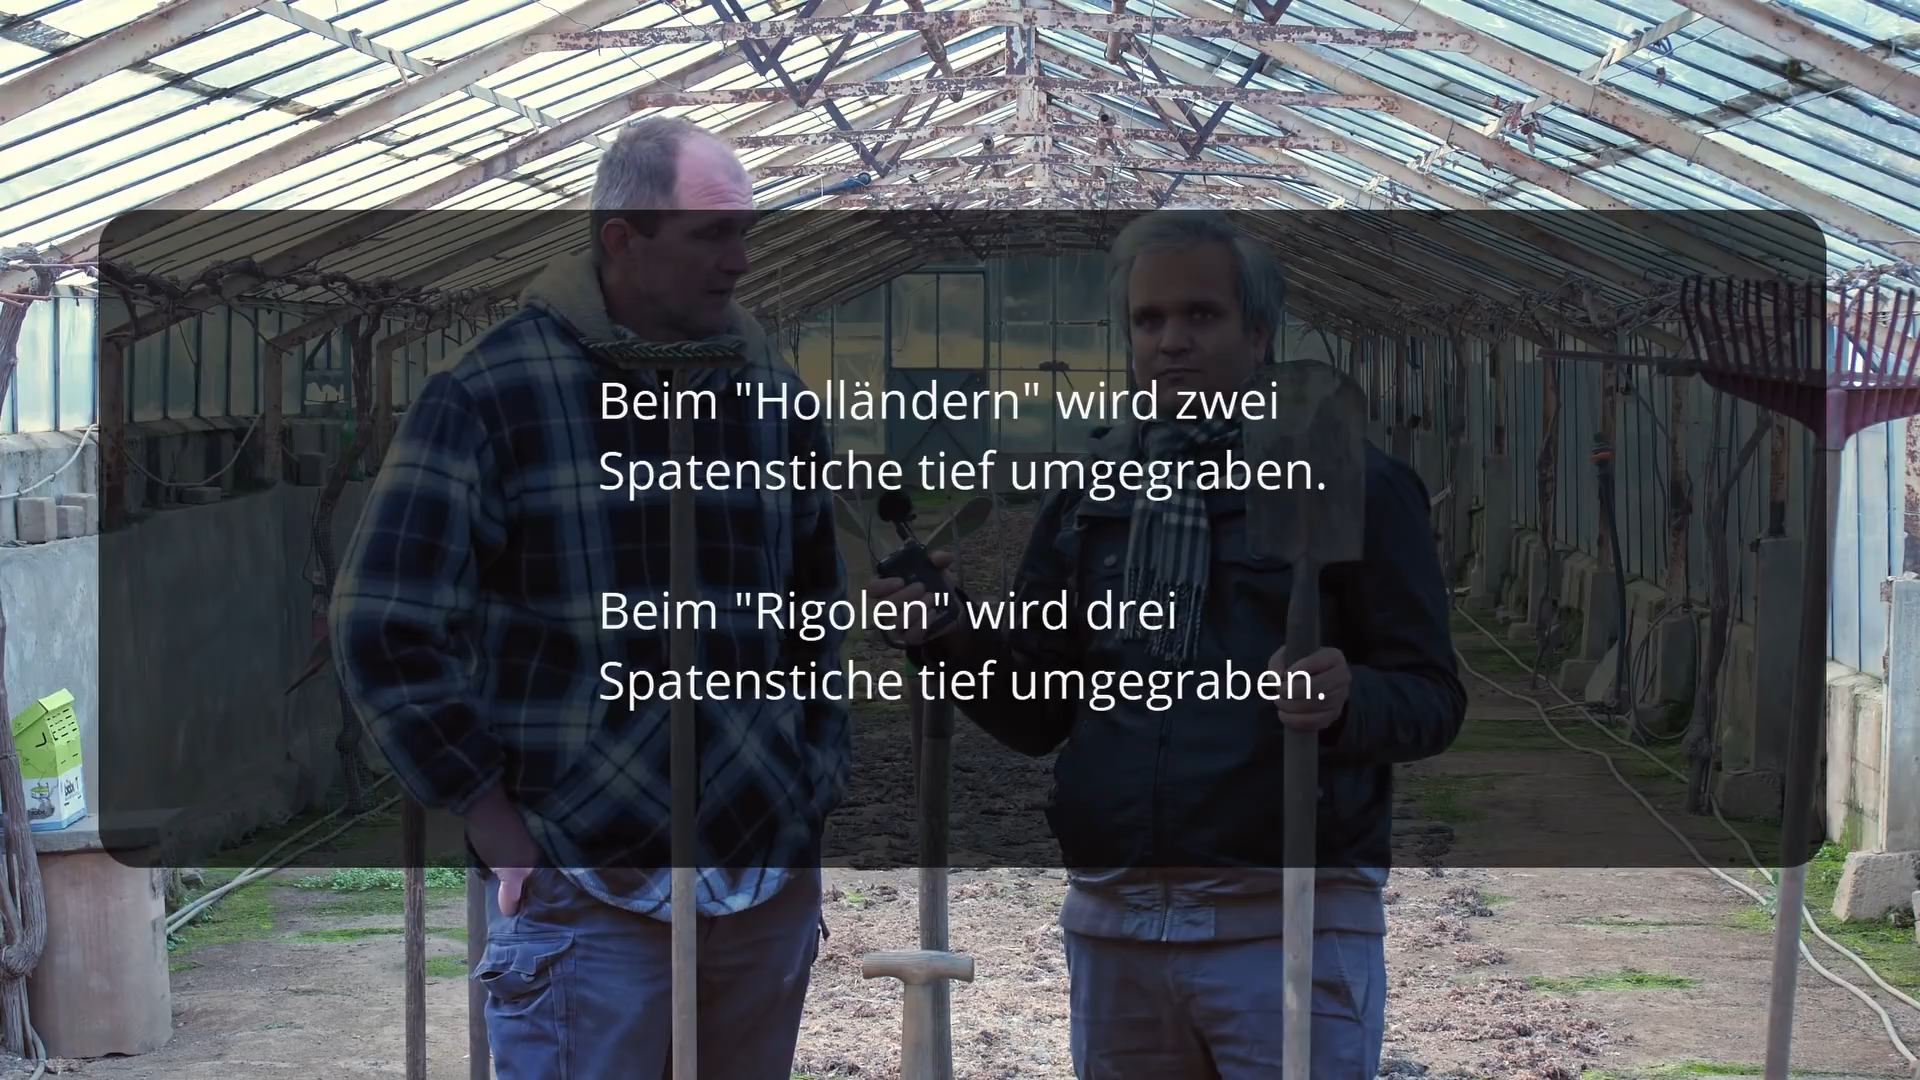 Beim "Holländern" wird zwei
Spatenstiche tief umgegraben.
Beim "Rigolen" wird drei
Spatenstiche tief umgegraben.